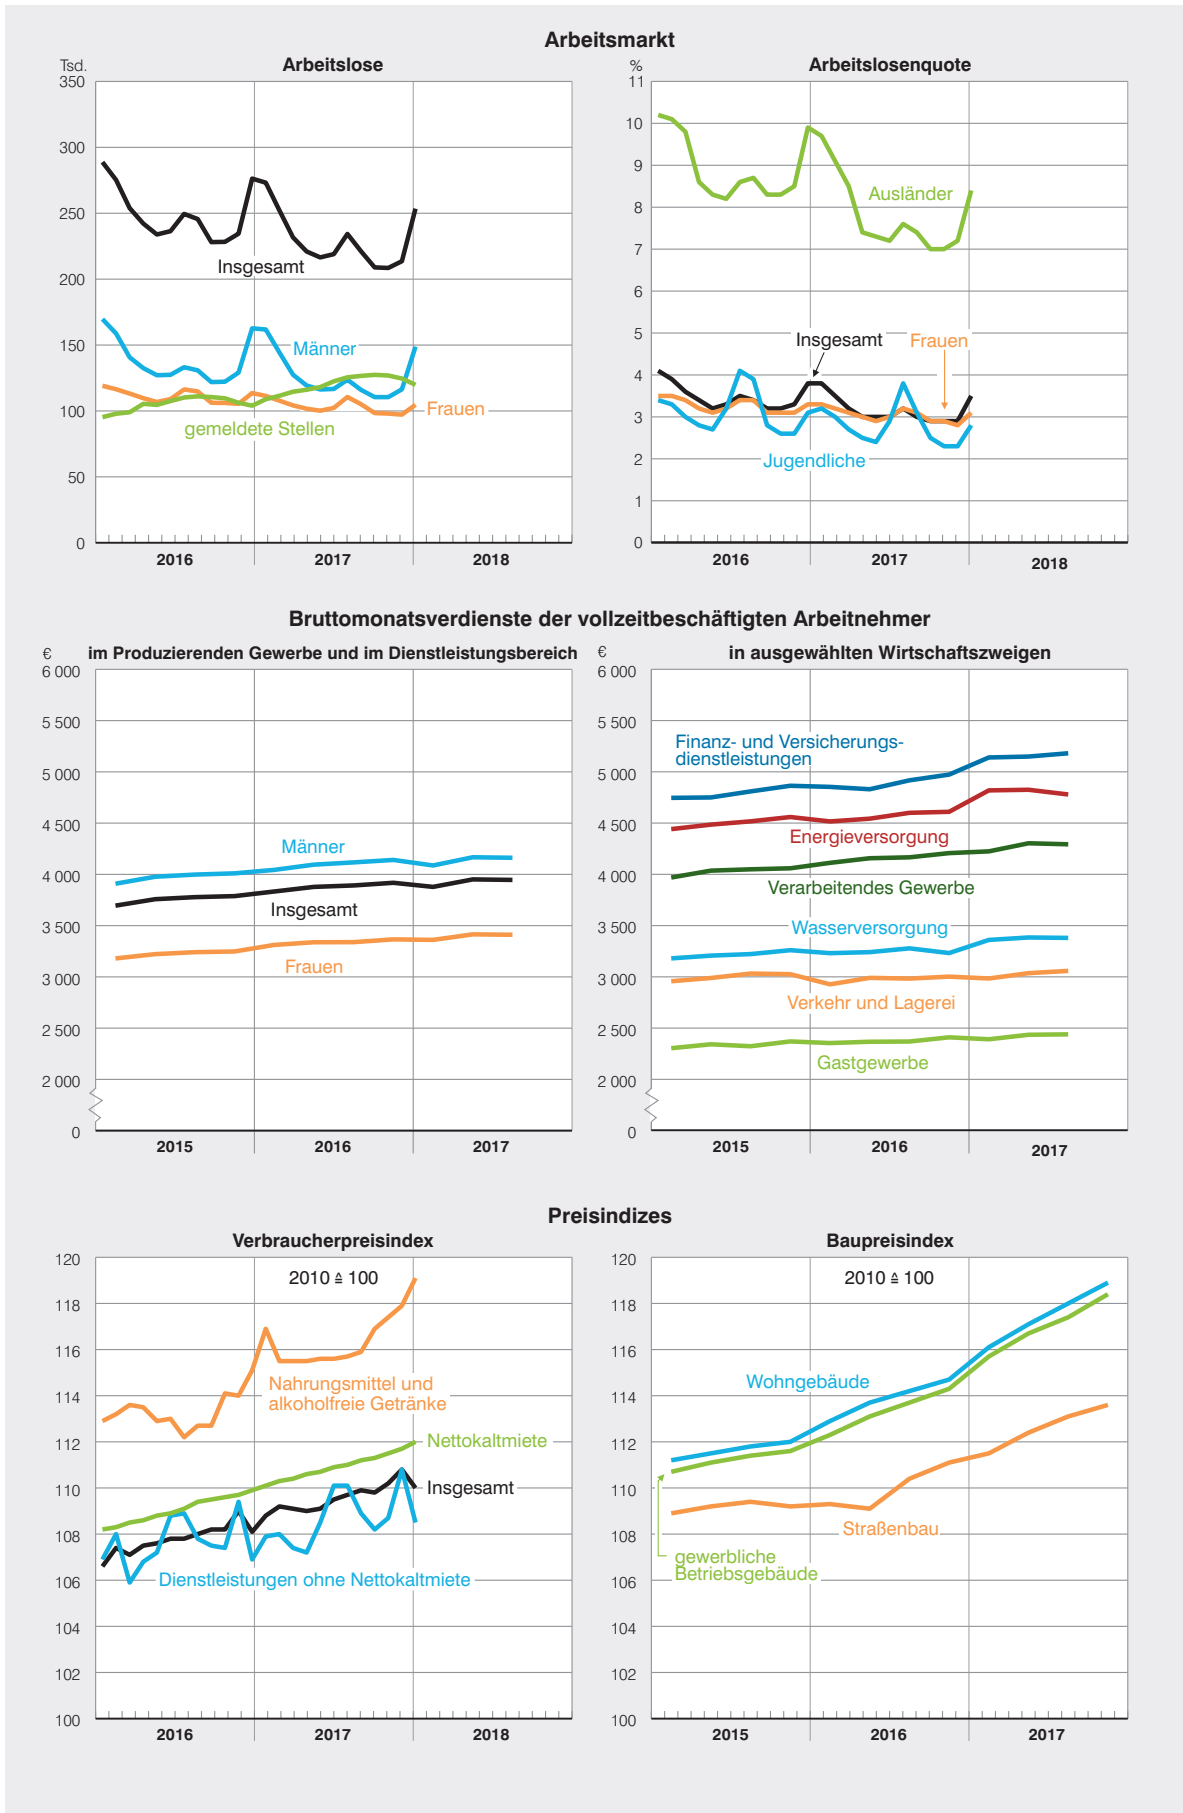 Arbeitsmarkt
Arbeitslose
Tsd.
350
300
250
200
150
100
50
0
Insgesamt
Männer
Frauen
gemeldete Stellen
2016
2017
2018
Arbeitslosenquote
%
11
10
9
8
7
6
5
4
3
2
1
0
Ausländer
Insgesamt
Frauen
Jugendliche
2016
2017
2018
Bruttomonatsverdienste der vollzeitbeschäftigten Arbeitnehmer
im Produzierenden Gewerbe und im Dienstleistungsbereich
€
6 000
5 500
5 000
4 500
4 000
3 500
3 000
2 500
2 000
0
Männer
Insgesamt
Frauen
2015
2016
2017
in ausgewählten Wirtschaftszweigen
€
6 000
5 500
5 000
4 500
4 000
3 500
3 000
2 500
2 000
0
Finanz- und Versicherungs-
dienstleistungen
Energieversorgung
Verarbeitendes Gewerbe
Wasserversorgung
Verkehr und Lagerei
Gastgewerbe
2015
2016
2017
Preisindizes
Verbraucherpreisindex
2010 ≙ 100
120
118
116
114
112
110
108
106
104
102
100
Nahrungsmittel und
alkoholfreie Getränke
Nettokaltmiete
Insgesamt
Dienstleistungen ohne Nettokaltmiete
2016
2017
2018
Baupreisindex
2010 ≙ 100
120
118
116
114
112
110
108
106
104
102
100
Wohngebäude
Straßenbau
gewerbliche
Betriebsgebäude
2015
2016
2017